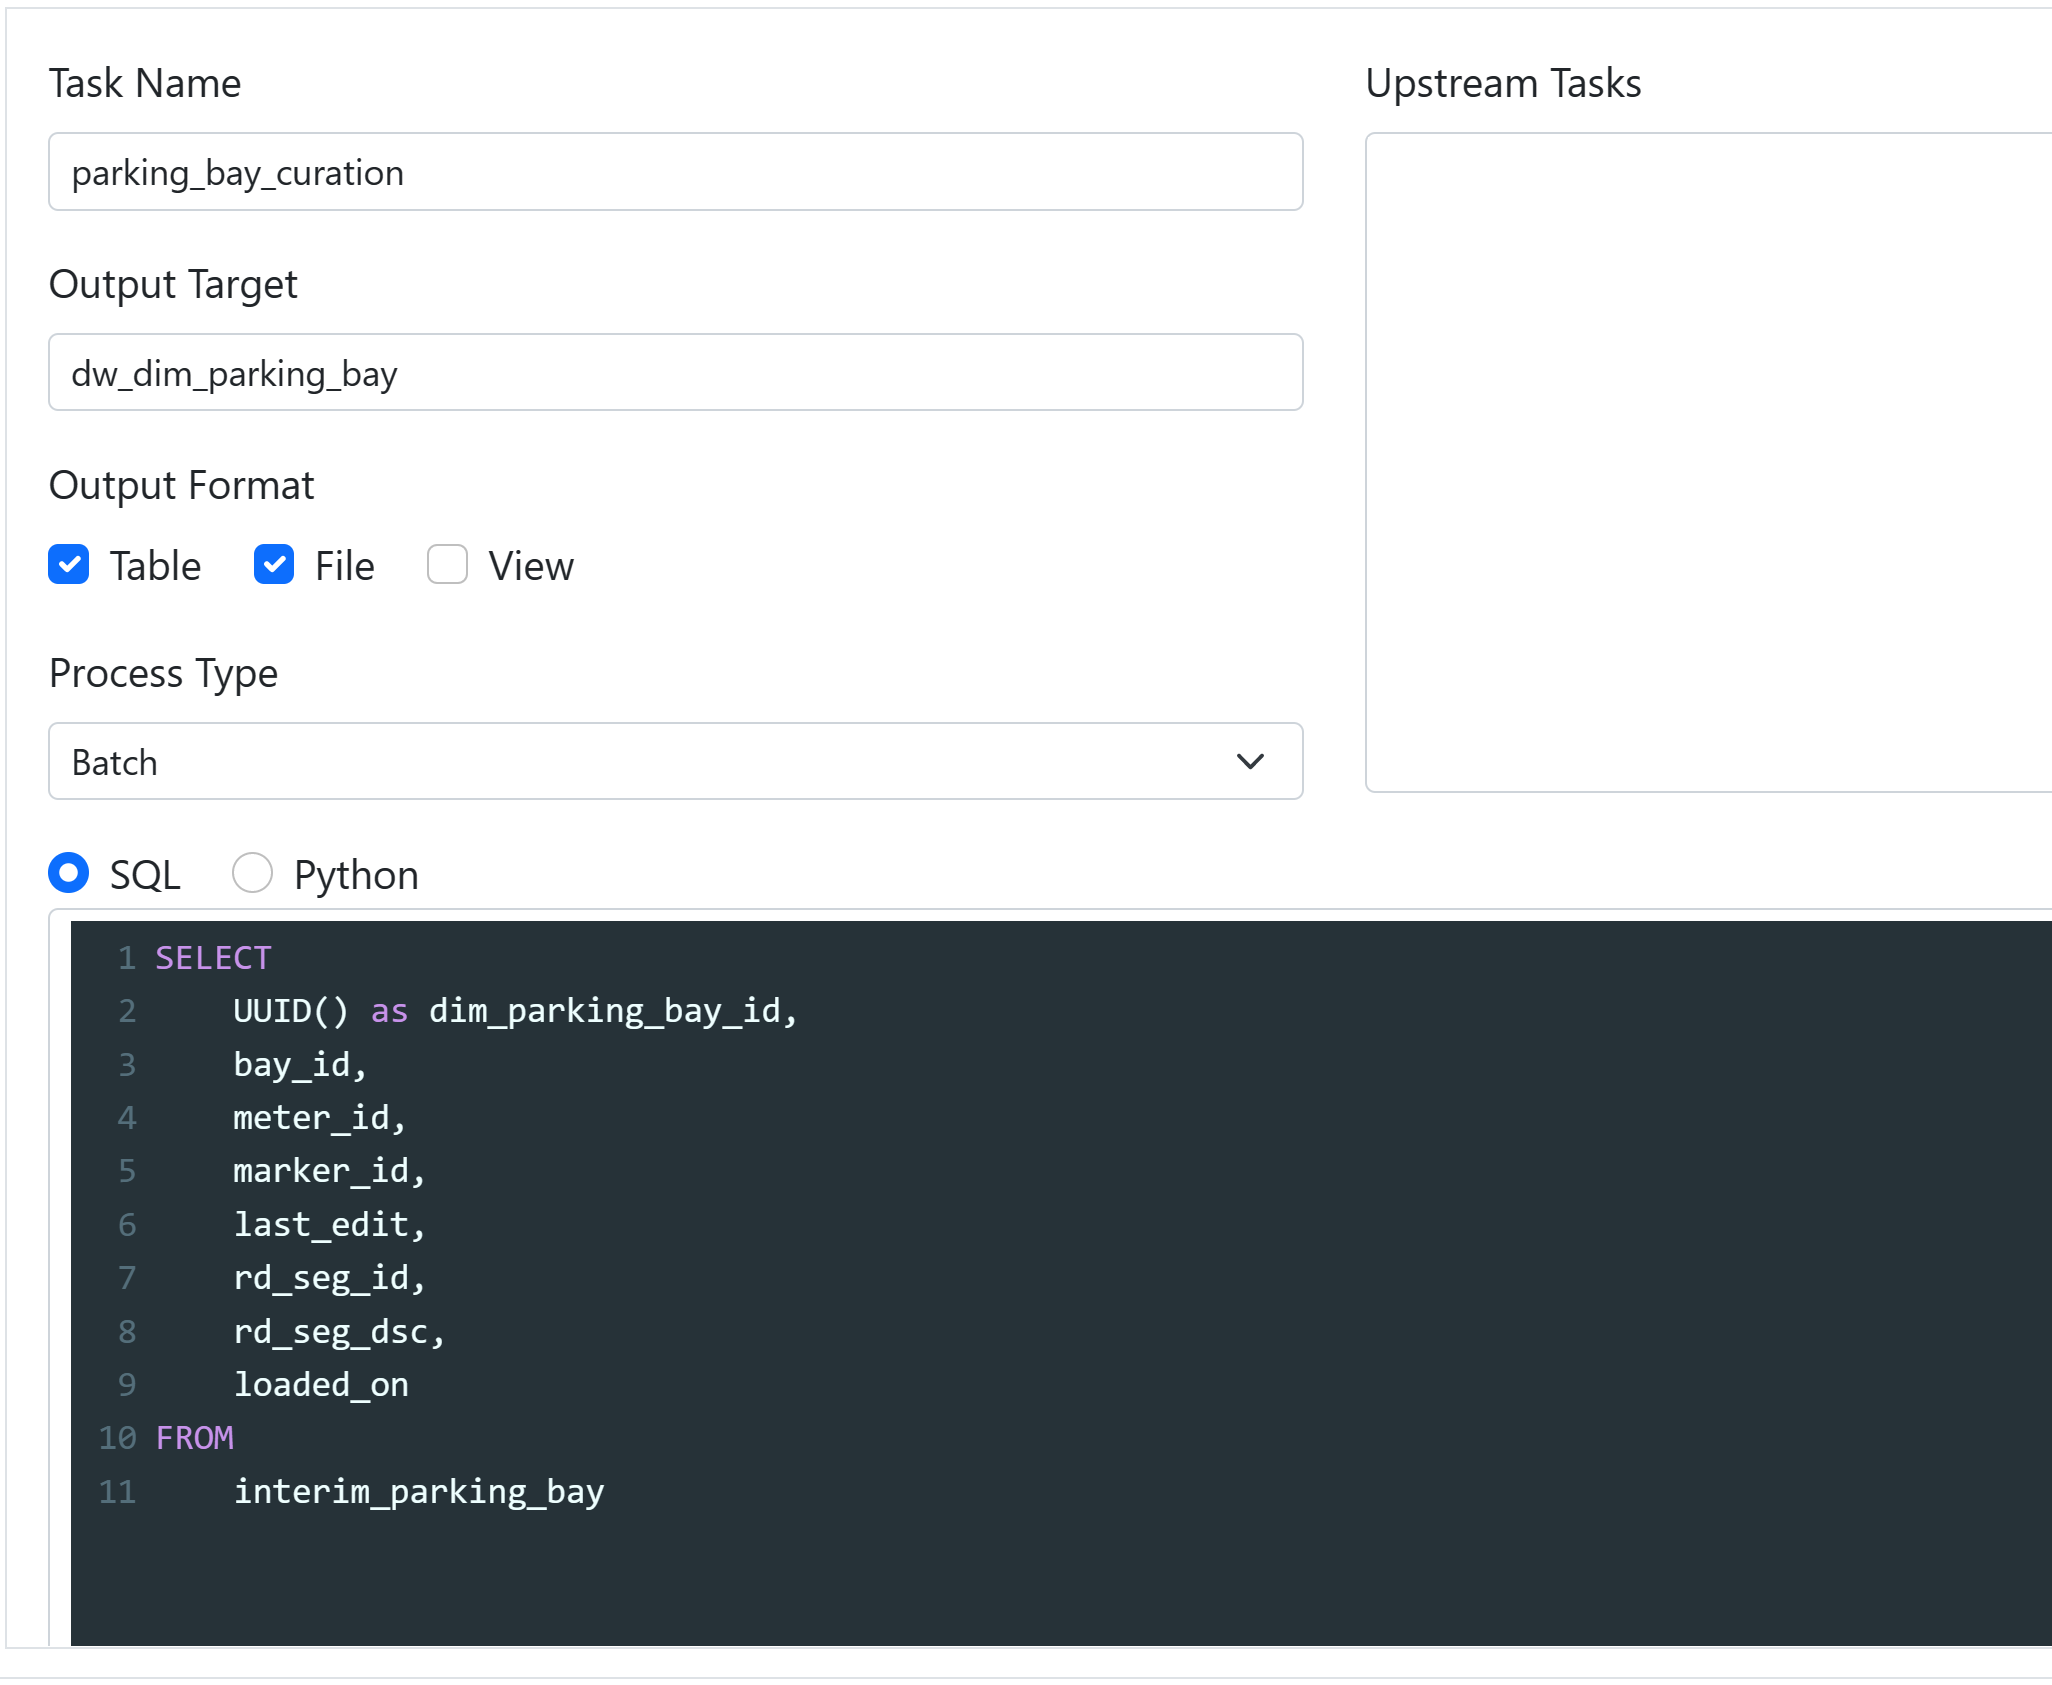 Task Name
parking_bay_curation
Output Target
dw_dim_parking_bay
Output Format
Table File View
Process Type
Batch
Upstream Tasks
SQL Python
1 SELECT
2 UUID() as dim_parking_bay_id,
3 bay_id,
4 meter_id,
5 marker_id,
6 last_edit,
7 rd_seg_id,
8 rd_seg_dsc,
9 loaded_on
10 FROM
11 interim_parking_bay